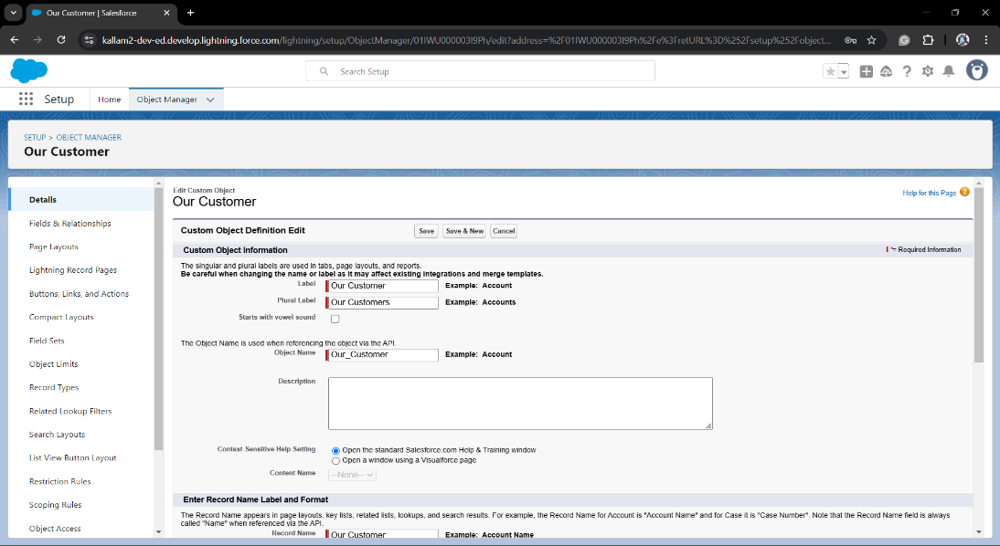 Our Customer | Salesforce
kallam2-dev-ed.develop.lightning.force.com/lightning/setup/ObjectManager/01IWU000003I9Ph/edit?address=%2F01IWU000003I9Ph%2Fe%3FretURL%3D%252Fsetup%252Fobject...
Search Setup
Setup
Home
Object Manager
SETUP > OBJECT MANAGER
Our Customer
Details
Fields & Relationships
Page Layouts
Lightning Record Pages
Buttons, Links, and Actions
Compact Layouts
Field Sets
Object Limits
Record Types
Related Lookup Filters
Search Layouts
List View Button Layout
Restriction Rules
Scoping Rules
Object Access
Edit Custom Object
Our Customer
Help for this Page
Custom Object Definition Edit
Save
Save & New
Cancel
Custom Object Information
= Required Information
The singular and plural labels are used in tabs, page layouts, and reports.
Be careful when changing the name or label as it may affect existing integrations and merge templates.
Label Our Customer Example: Account
Plural Label Our Customers Example: Accounts
Starts with vowel sound
The Object Name is used when referencing the object via the API.
Object Name Our_Customer Example: Account
Description
Context-Sensitive Help Setting Open the standard Salesforce.com Help & Training window
Open a window using a Visualforce page
Content Name --None--
Enter Record Name Label and Format
The Record Name appears in page layouts, key lists, related lists, lookups, and search results. For example, the Record Name for Account is "Account Name" and for Case it is "Case Number". Note that the Record Name field is always
called "Name" when referenced via the API.
Record Name Our Customer Example: Account Name